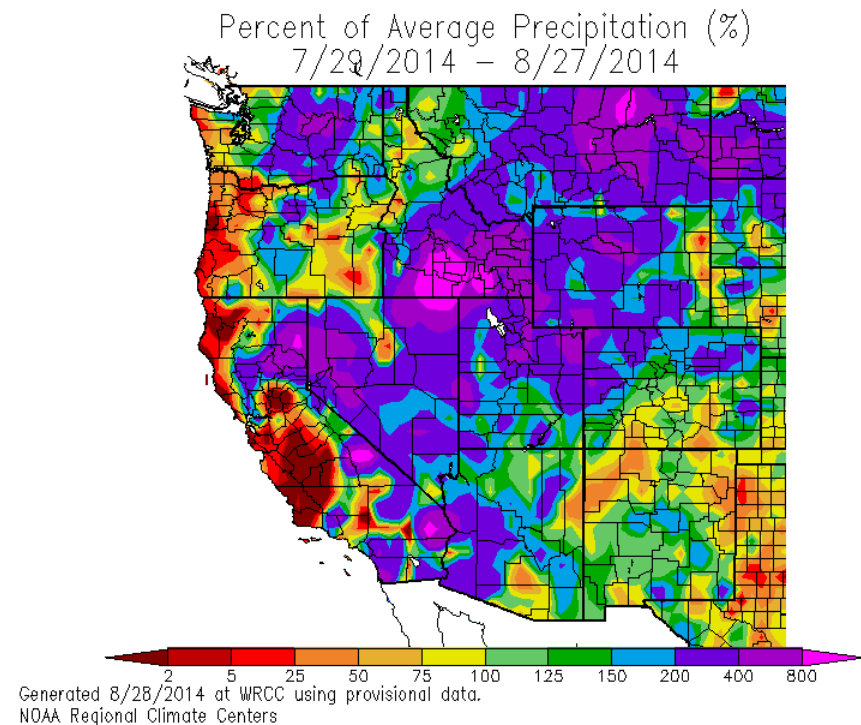 Percent of Average Precipitation (%)
7/29/2014 – 8/27/2014
2 5 25 50 75 100 125 150 200 400 800
Generated 8/28/2014 at WRCC using provisional data.
NOAA Regional Climate Centers